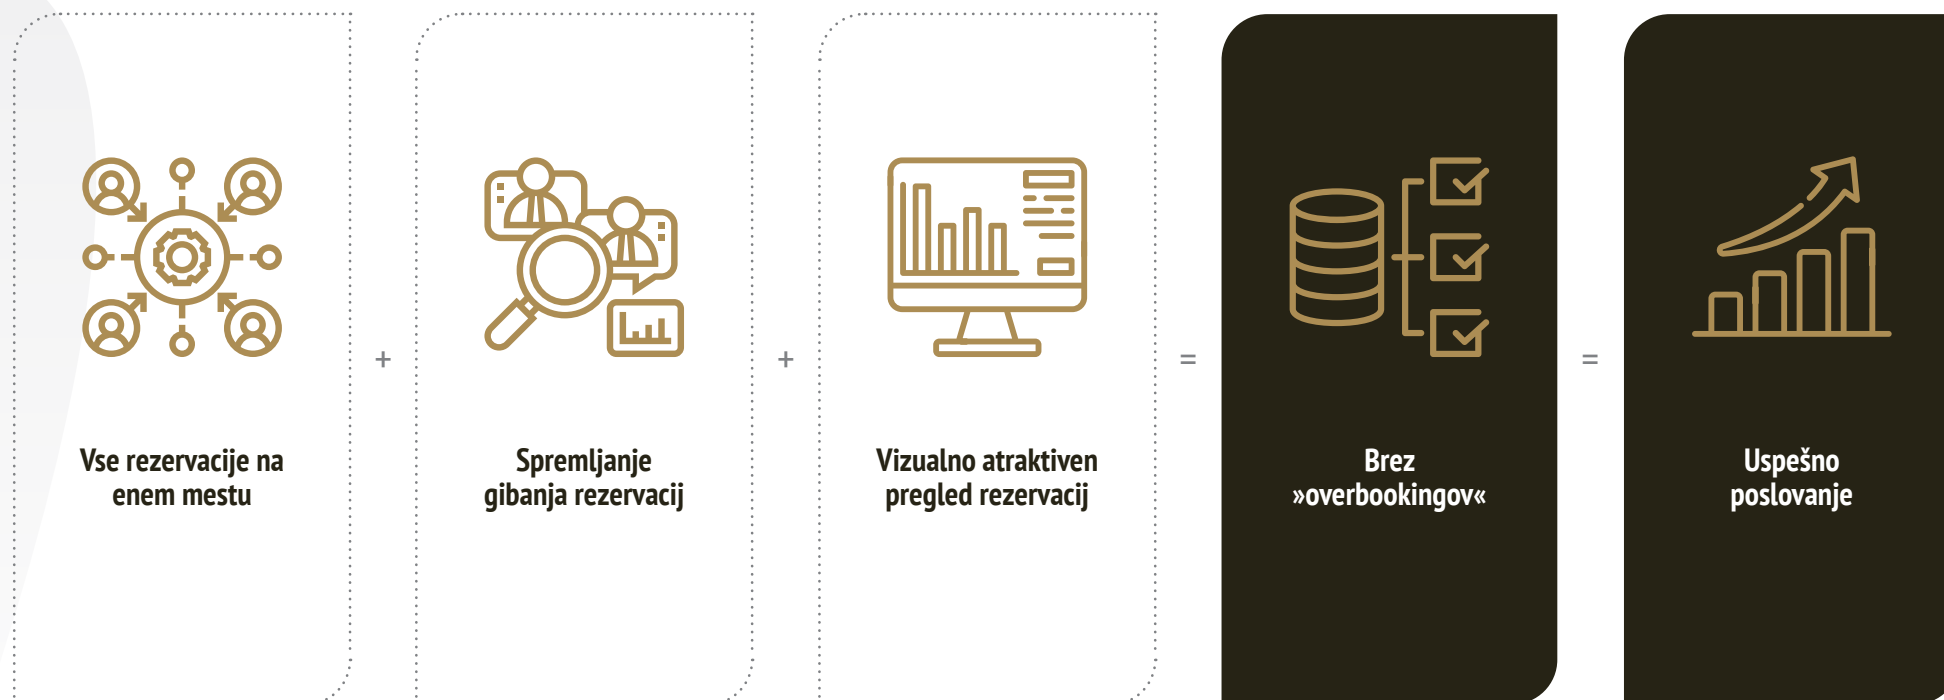 Vse rezervacije na
enem mestu
+
Spremljanje
gibanja rezervacij
+
Vizualno atraktiven
pregled rezervacij
=
Brez
»overbookingov«
=
Uspešno
poslovanje